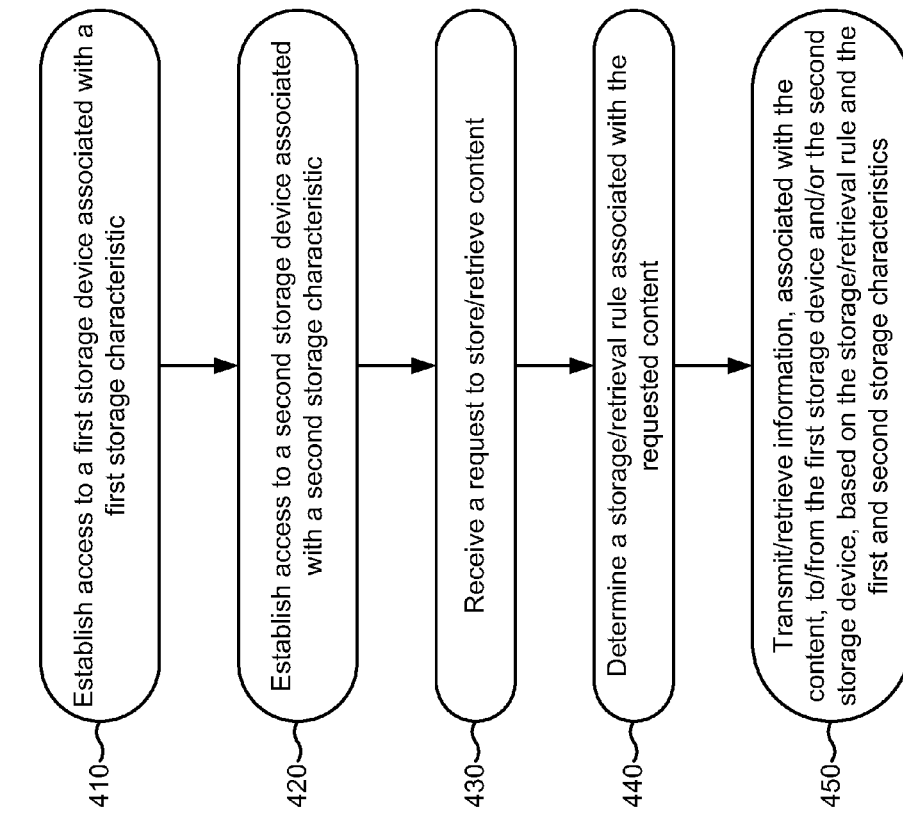 410
Establish access to a first storage device associated with a
first storage characteristic
420
Establish access to a second storage device associated
with a second storage characteristic
430
Receive a request to store/retrieve content
440
Determine a storage/retrieval rule associated with the
requested content
450
Transmit/retrieve information, associated with the
content, to/from the first storage device and/or the second
storage device, based on the storage/retrieval rule and the
first and second storage characteristics